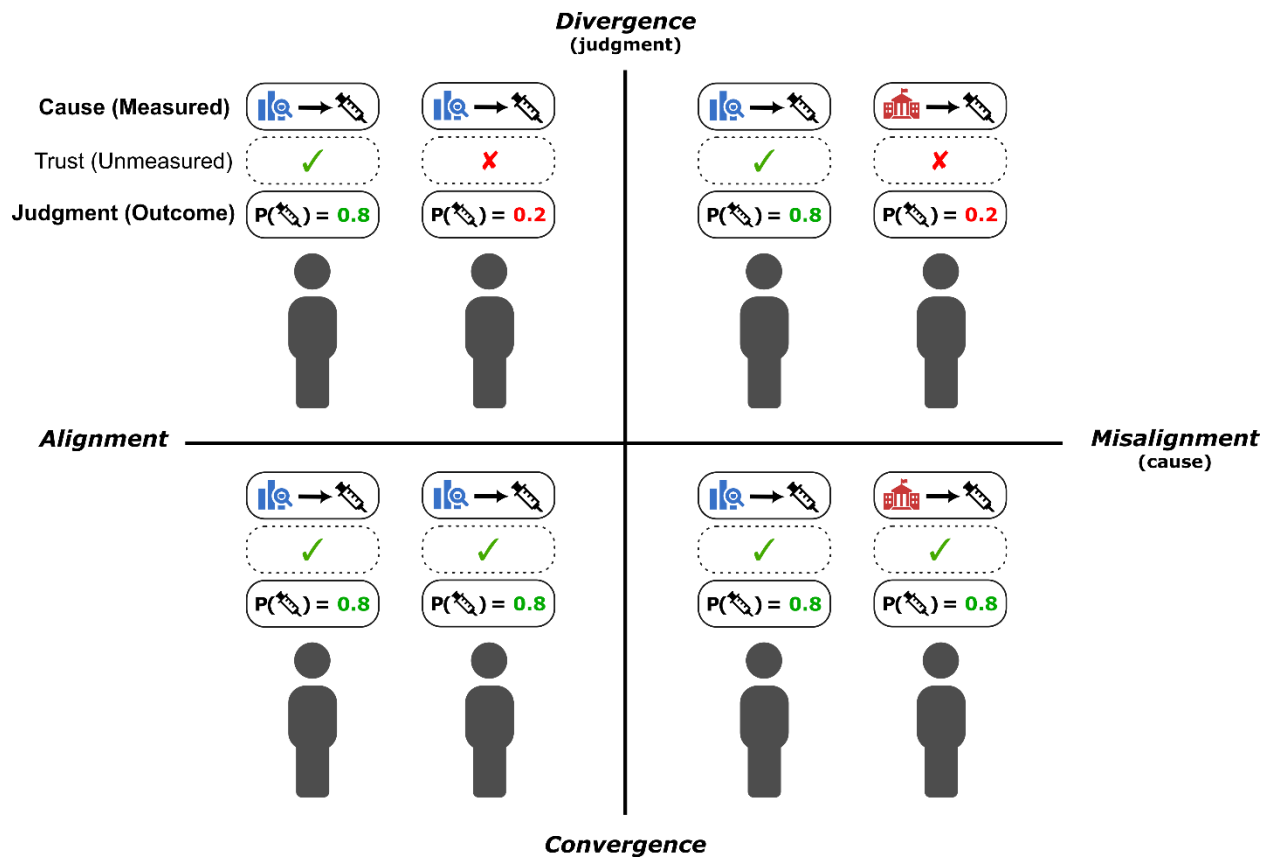 Divergence
(judgment)
Cause (Measured)
Trust (Unmeasured)
✓ ✘ ✓ ✘
Judgment (Outcome)
P( ) = 0.8 P( ) = 0.2 P( ) = 0.8 P( ) = 0.2
Alignment
Misalignment
(cause)
✓ ✓ ✓ ✓
P( ) = 0.8 P( ) = 0.8 P( ) = 0.8 P( ) = 0.8
Convergence